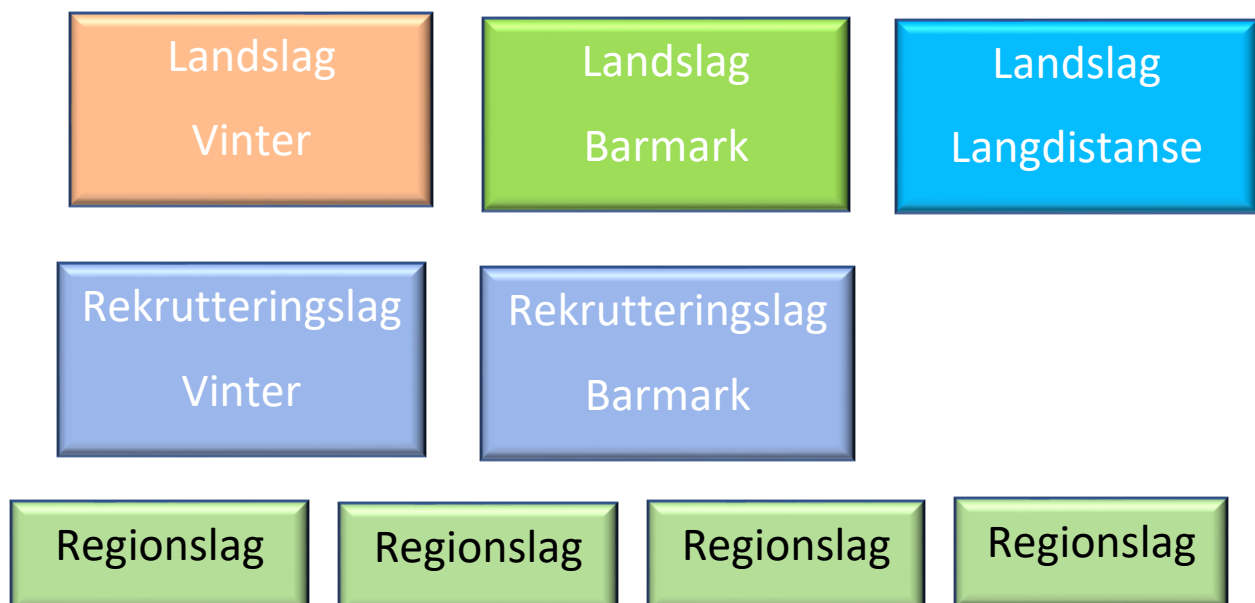 Landslag
Vinter
Landslag
Barmark
Landslag
Langdistanse
Rekrutteringslag
Vinter
Rekrutteringslag
Barmark
Regionslag
Regionslag
Regionslag
Regionslag